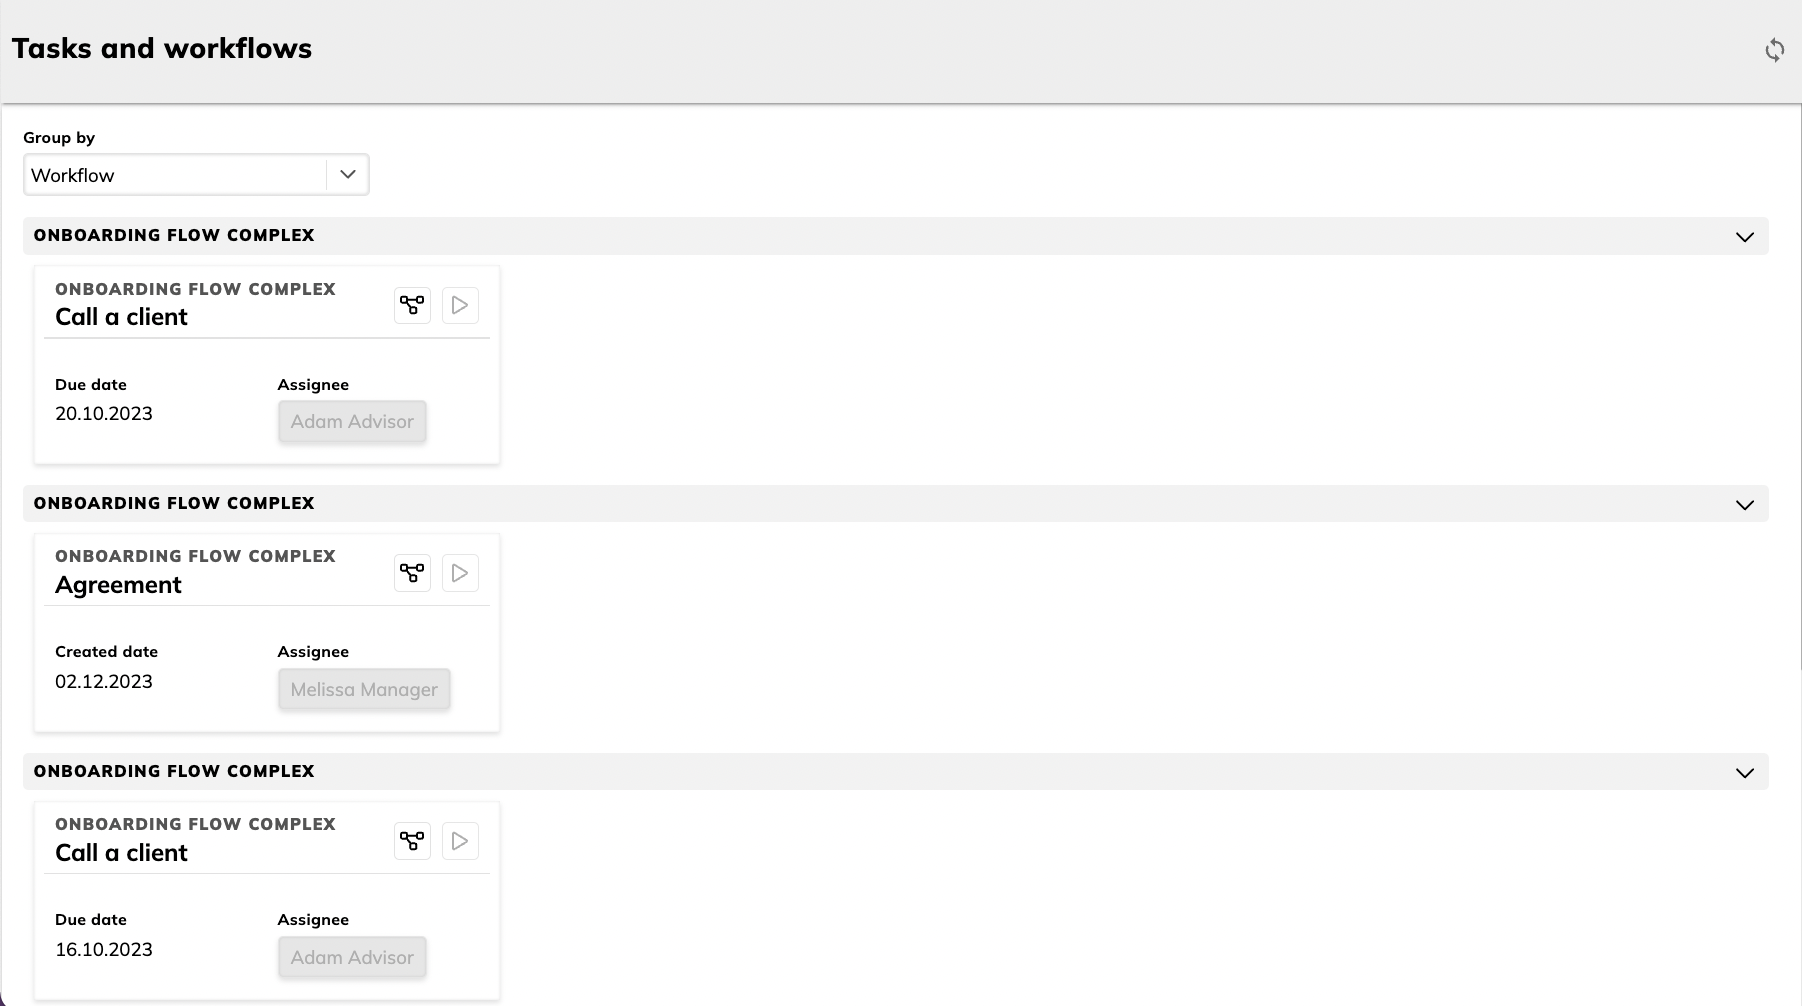 Tasks and workflows
Group by
Workflow
ONBOARDING FLOW COMPLEX
ONBOARDING FLOW COMPLEX
Call a client
Due date Assignee
20.10.2023 Adam Advisor
ONBOARDING FLOW COMPLEX
ONBOARDING FLOW COMPLEX
Agreement
Created date Assignee
02.12.2023 Melissa Manager
ONBOARDING FLOW COMPLEX
ONBOARDING FLOW COMPLEX
Call a client
Due date Assignee
16.10.2023 Adam Advisor